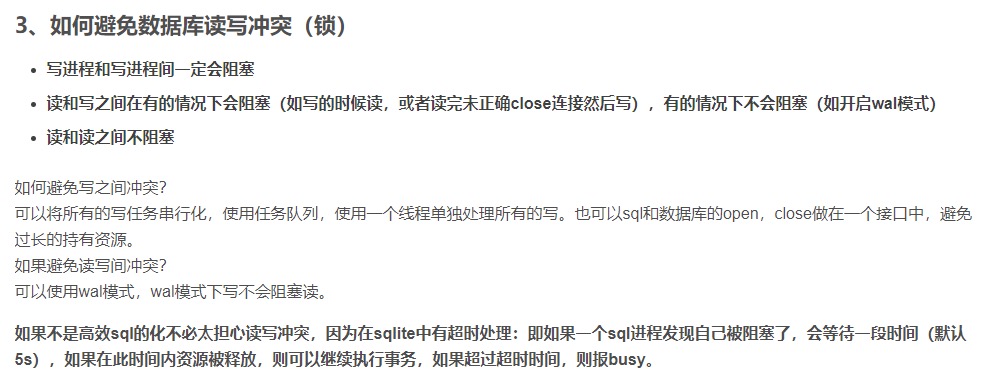 3、如何避免数据库读写冲突（锁）
• 写进程和写进程间一定会阻塞
• 读和写之间在有的情况下会阻塞（如写的时候读，或者读完未正确close连接然后写），有的情况下不会阻塞（如开启wal模式）
• 读和读之间不阻塞
如何避免写之间冲突？
可以将所有的写任务串行化，使用任务队列，使用一个线程单独处理所有的写。也可以sql和数据库的open，close做在一个接口中，避免
过长的持有资源。
如果避免读写间冲突？
可以使用wal模式，wal模式下写不会阻塞读。
如果不是高效sql的化不必太担心读写冲突，因为在sqlite中有超时处理：即如果一个sql进程发现自己被阻塞了，会等待一段时间（默认
5s），如果在此时间内资源被释放，则可以继续执行事务，如果超过超时时间，则报busy。